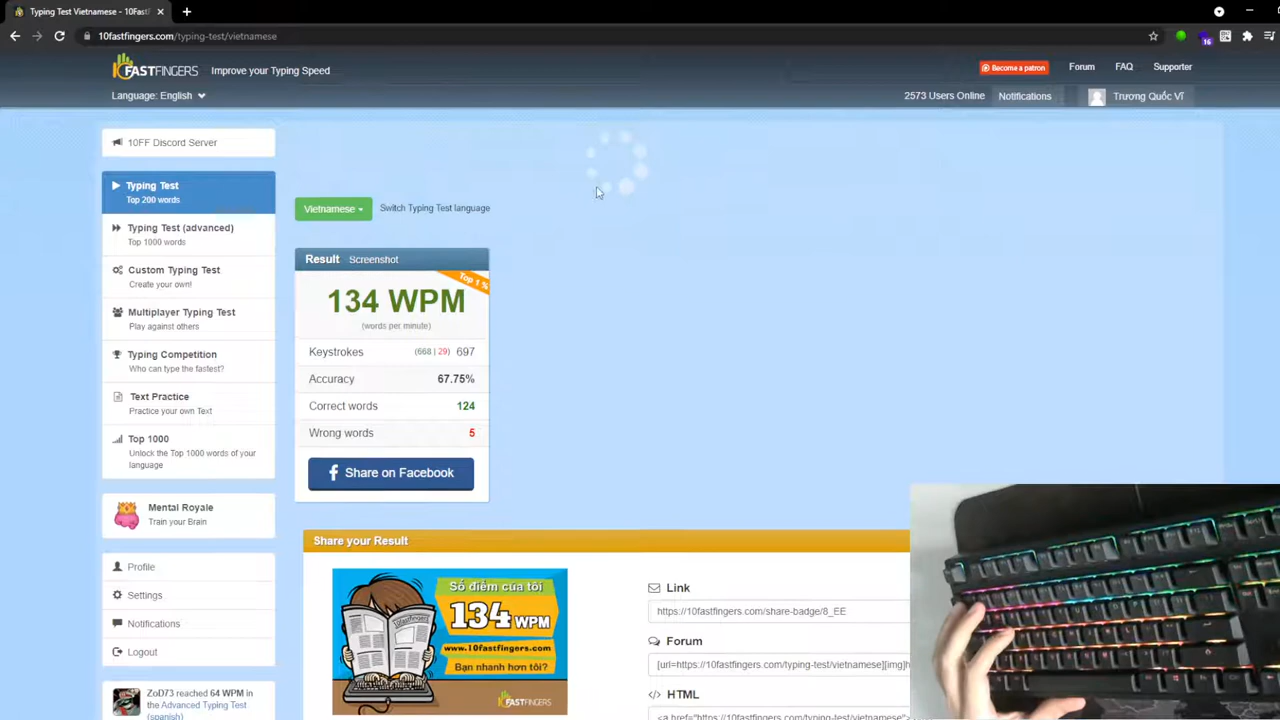 Typing Test Vietnamese - 10Fast
10fastfingers.com/typing-test/vietnamese
16
FASTFINGERS
Improve your Typing Speed
Become a patron
Forum
FAQ
Supporter
Language: English
2573 Users Online
Notifications
Trương Quốc Vĩ
10FF Discord Server
Typing Test
Top 200 words
Typing Test (advanced)
Top 1000 words
Custom Typing Test
Create your own!
Multiplayer Typing Test
Play against others
Typing Competition
Who can type the fastest?
Text Practice
Practice your own Text
Top 1000
Unlock the Top 1000 words of your
language
Mental Royale
Train your Brain
Profile
Settings
Notifications
Logout
ZoD73 reached 64 WPM in
the Advanced Typing Test
(spanish)
Vietnamese
Switch Typing Test language
Result Screenshot
Top 1 %
134 WPM
(words per minute)
Keystrokes (668 | 29) 697
Accuracy 67.75%
Correct words 124
Wrong words 5
Share on Facebook
Share your Result
Số điểm của tôi
134 WPM
www.10fastfingers.com
Bạn nhanh hơn tôi?
FASTFINGERS
Link
https://10fastfingers.com/share-badge/8_EE
Forum
[url=https://10fastfingers.com/typing-test/vietnamese][img]h
HTML